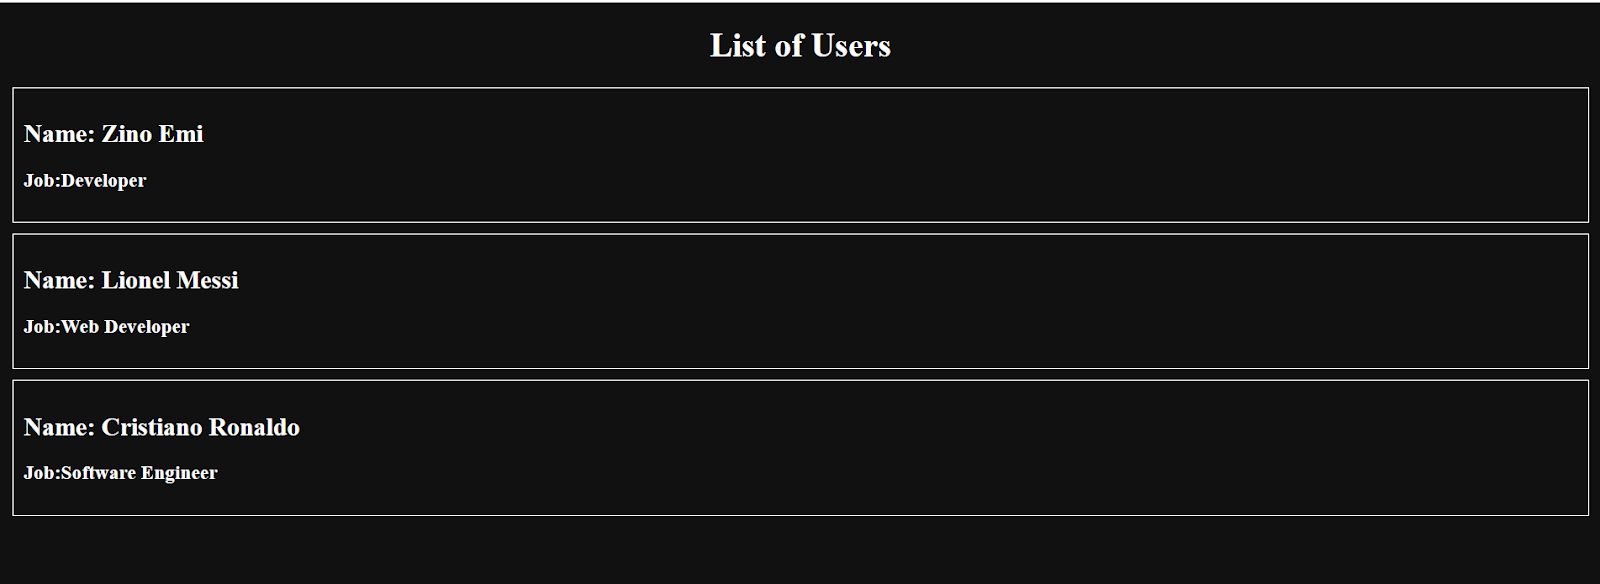 List of Users
Name: Zino Emi
Job:Developer
Name: Lionel Messi
Job:Web Developer
Name: Cristiano Ronaldo
Job:Software Engineer